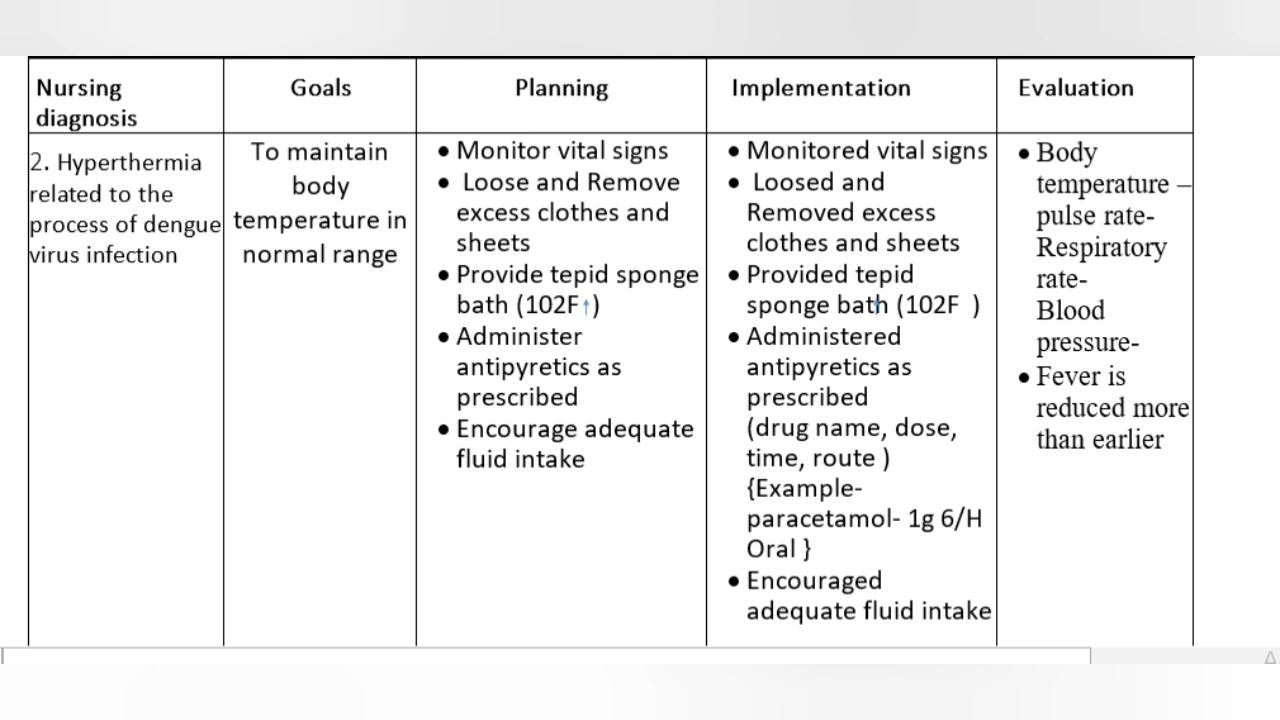 Nursing
diagnosis
Goals
Planning
Implementation
Evaluation
2. Hyperthermia
related to the
process of dengue
virus infection
To maintain
body
temperature in
normal range
• Monitor vital signs
• Loose and Remove
excess clothes and
sheets
• Provide tepid sponge
bath (102F↑)
• Administer
antipyretics as
prescribed
• Encourage adequate
fluid intake
• Monitored vital signs
• Loosed and
Removed excess
clothes and sheets
• Provided tepid
sponge bath (102F )
• Administered
antipyretics as
prescribed
(drug name, dose,
time, route )
{Example-
paracetamol- 1g 6/H
Oral }
• Encouraged
adequate fluid intake
• Body
temperature –
pulse rate-
Respiratory
rate-
Blood
pressure-
• Fever is
reduced more
than earlier